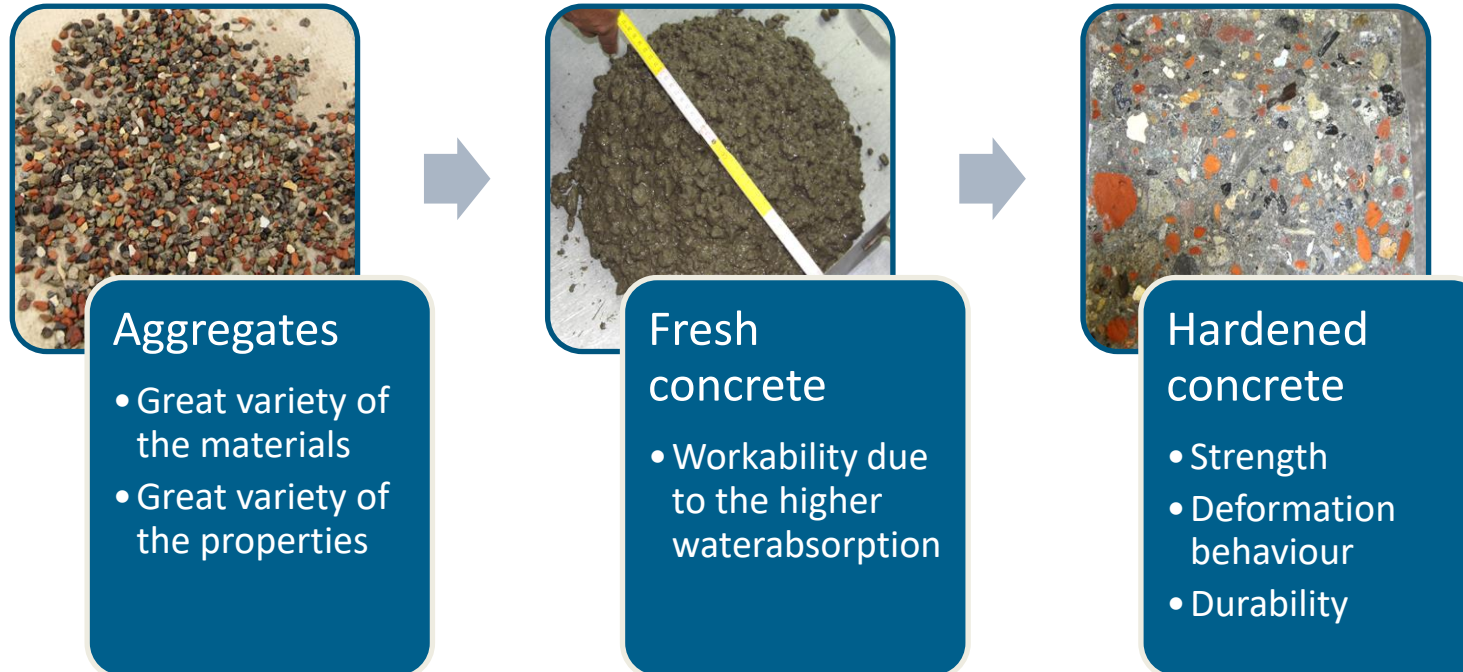 Aggregates
• Great variety of
the materials
• Great variety of
the properties
Fresh
concrete
• Workability due
to the higher
waterabsorption
Hardened
concrete
• Strength
• Deformation
behaviour
• Durability